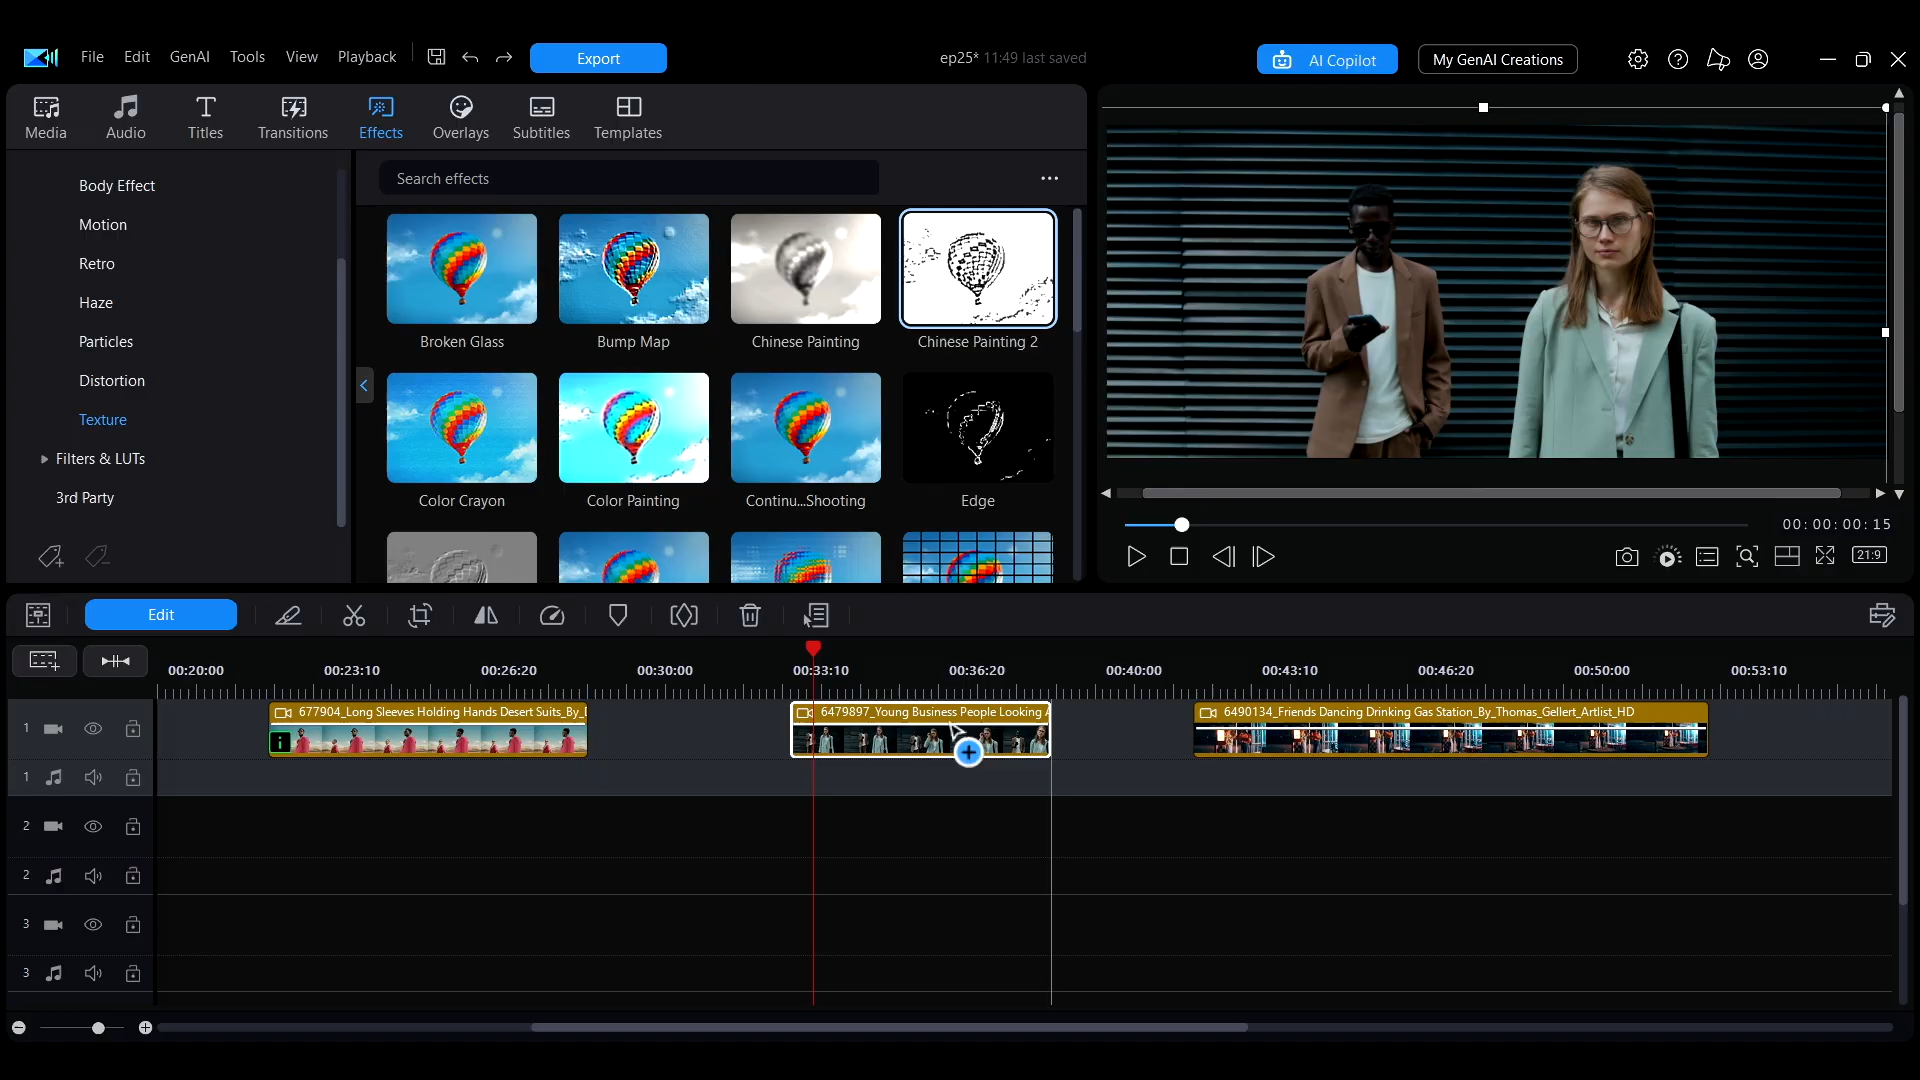 File Edit GenAI Tools View Playback
Export
ep25* 11:49 last saved
AI Copilot
My GenAI Creations
Media Audio Titles Transitions Effects Overlays Subtitles Templates
Body Effect
Motion
Retro
Haze
Particles
Distortion
Texture
Filters & LUTs
3rd Party
Search effects
Broken Glass Bump Map Chinese Painting Chinese Painting 2
Color Crayon Color Painting Continu...Shooting Edge
00:00:00:15
21:9
Edit
00:20:00 00:23:10 00:26:20 00:30:00 00:33:10 00:36:20 00:40:00 00:43:10 00:46:20 00:50:00 00:53:10
1
677904_Long Sleeves Holding Hands Desert Suits_By_
i
6479897_Young Business People Looking
6490134_Friends Dancing Drinking Gas Station_By_Thomas_Gellert_Artlist_HD
1
2
2
3
3